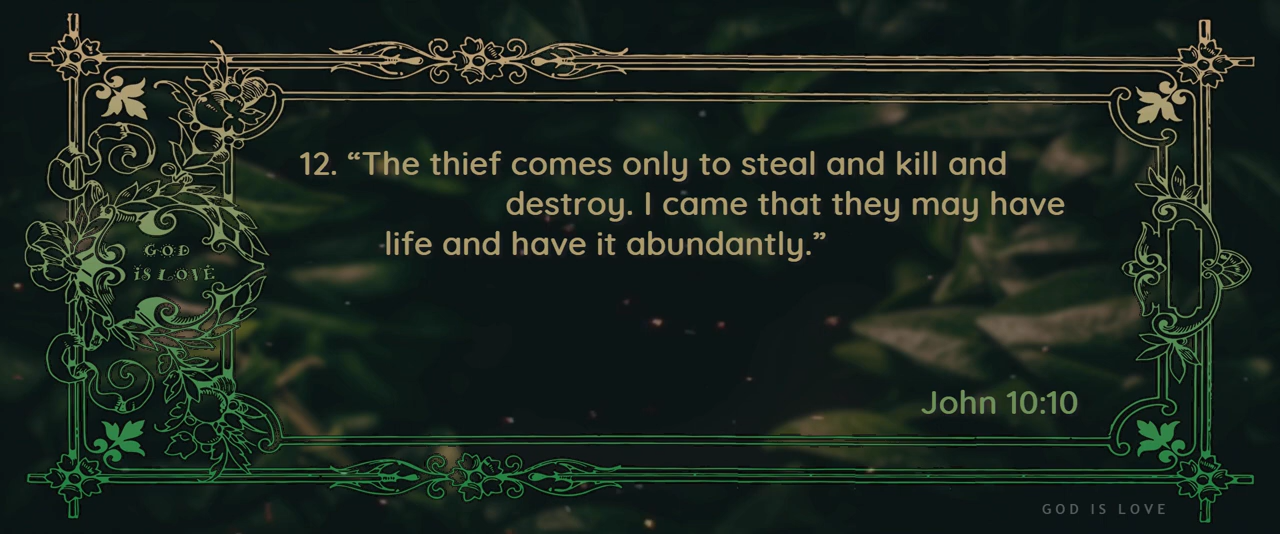 12. “The thief comes only to steal and kill and
destroy. I came that they may have
life and have it abundantly.”
GOD
IS LOVE
John 10:10
GOD IS LOVE